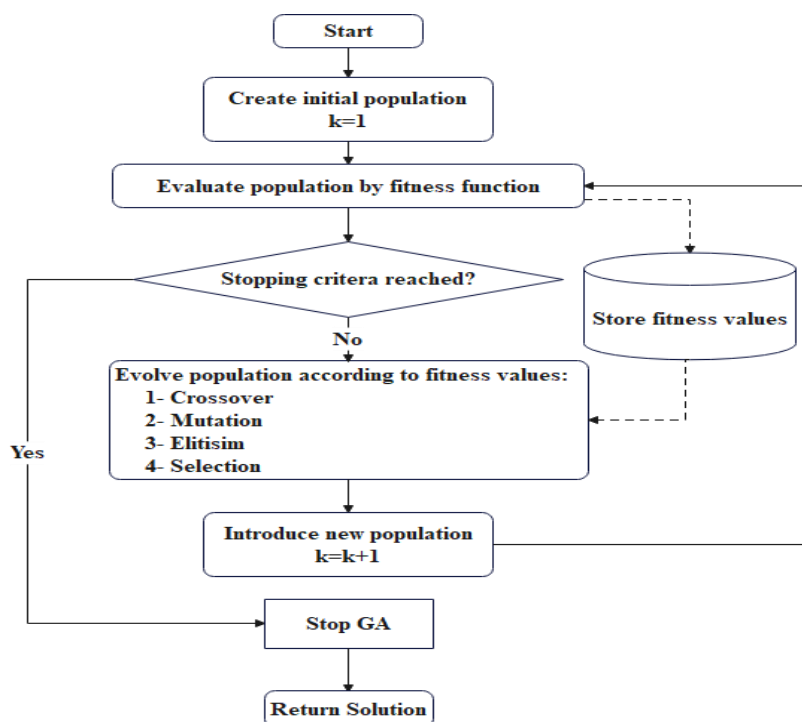 Start
Create initial population
k=1
Evaluate population by fitness function
Stopping critera reached?
Store fitness values
No
Evolve population according to fitness values:
1- Crossover
2- Mutation
3- Elitisim
4- Selection
Yes
Introduce new population
k=k+1
Stop GA
Return Solution